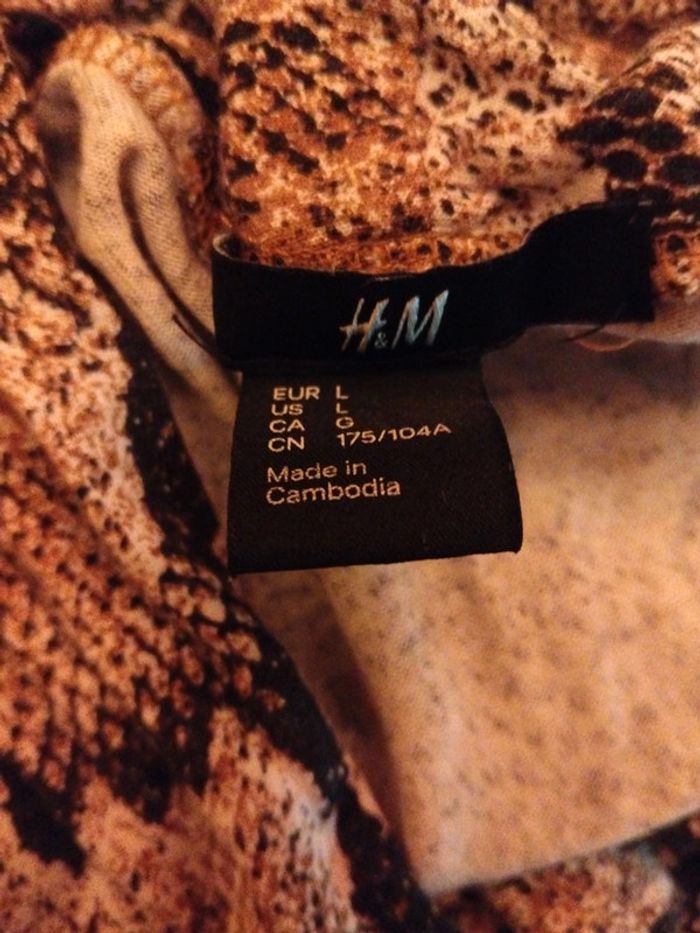 H&M
EUR L
US L
CA G
CN 175/104A
Made in
Cambodia